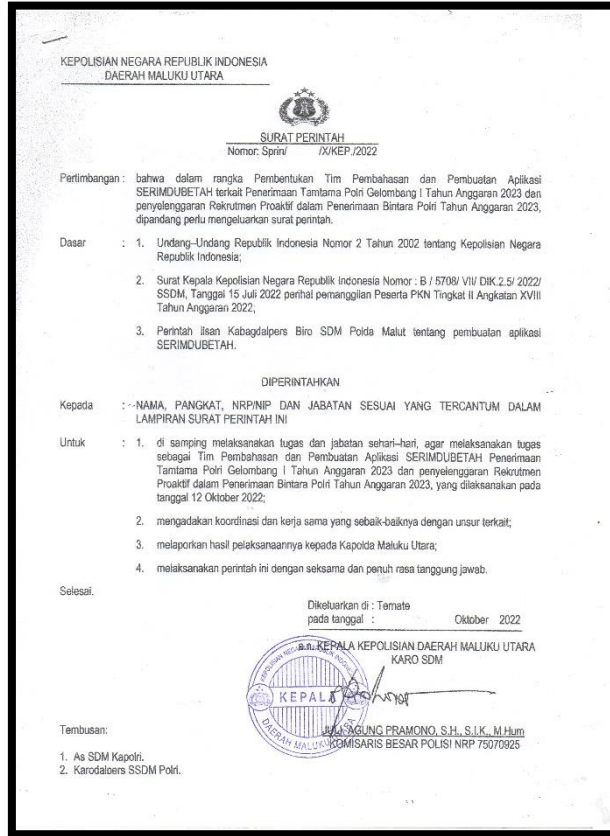 KEPOLISIAN NEGARA REPUBLIK INDONESIA
DAERAH MALUKU UTARA
SURAT PERINTAH
Nomor: Sprin/ /X/KEP./2022
Pertimbangan : bahwa dalam rangka Pembentukan Tim Pembahasan dan Pembuatan Aplikasi
SERIMDUBETAH terkait Penerimaan Tamtama Polri Gelombang I Tahun Anggaran 2023 dan
penyelenggaran Rekrutmen Proaktif dalam Penerimaan Bintara Polri Tahun Anggaran 2023,
dipandang perlu mengeluarkan surat perintah.
Dasar : 1. Undang–Undang Republik Indonesia Nomor 2 Tahun 2002 tentang Kepolisian Negara
Republik Indonesia;
2. Surat Kepala Kepolisian Negara Republik Indonesia Nomor : B / 5708/ VII/ DIK.2.5/ 2022/
SSDM, Tanggal 15 Juli 2022 perihal pemanggilan Peserta PKN Tingkat II Angkatan XVIII
Tahun Anggaran 2022;
3. Perintah lisan Kabagdalpers Biro SDM Polda Malut tentang pembuatan aplikasi
SERIMDUBETAH.
DIPERINTAHKAN
Kepada : NAMA, PANGKAT, NRP/NIP DAN JABATAN SESUAI YANG TERCANTUM DALAM
LAMPIRAN SURAT PERINTAH INI
Untuk : 1. di samping melaksanakan tugas dan jabatan sehari–hari, agar melaksanakan tugas
sebagai Tim Pembahasan dan Pembuatan Aplikasi SERIMDUBETAH Penerimaan
Tamtama Polri Gelombang I Tahun Anggaran 2023 dan penyelenggaran Rekrutmen
Proaktif dalam Penerimaan Bintara Polri Tahun Anggaran 2023, yang dilaksanakan pada
tanggal 12 Oktober 2022;
2. mengadakan koordinasi dan kerja sama yang sebaik-baiknya dengan unsur terkait;
3. melaporkan hasil pelaksanaannya kepada Kapolda Maluku Utara;
4. melaksanakan perintah ini dengan seksama dan penuh rasa tanggung jawab.
Selesai.
Dikeluarkan di : Ternate
pada tanggal : Oktober 2022
a.n. KEPALA KEPOLISIAN DAERAH MALUKU UTARA
KARO SDM
KEPALA
DAERAH MALUKU UTARA
JULI AGUNG PRAMONO, S.H., S.I.K., M.Hum
KOMISARIS BESAR POLISI NRP 75070925
Tembusan:
1. As SDM Kapolri.
2. Karodalpers SSDM Polri.